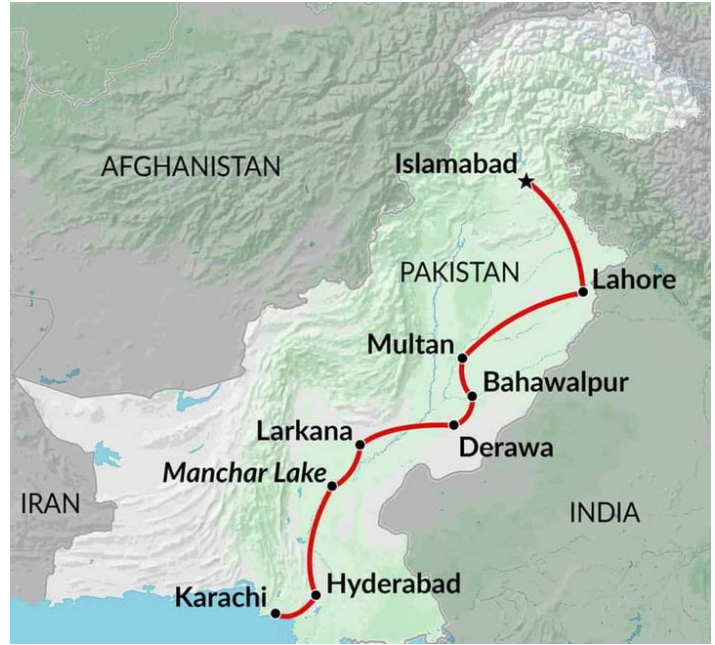 AFGHANISTAN
Islamabad
PAKISTAN
Lahore
Multan
Bahawalpur
Larkana
Derawa
Manchar Lake
IRAN
INDIA
Karachi
Hyderabad